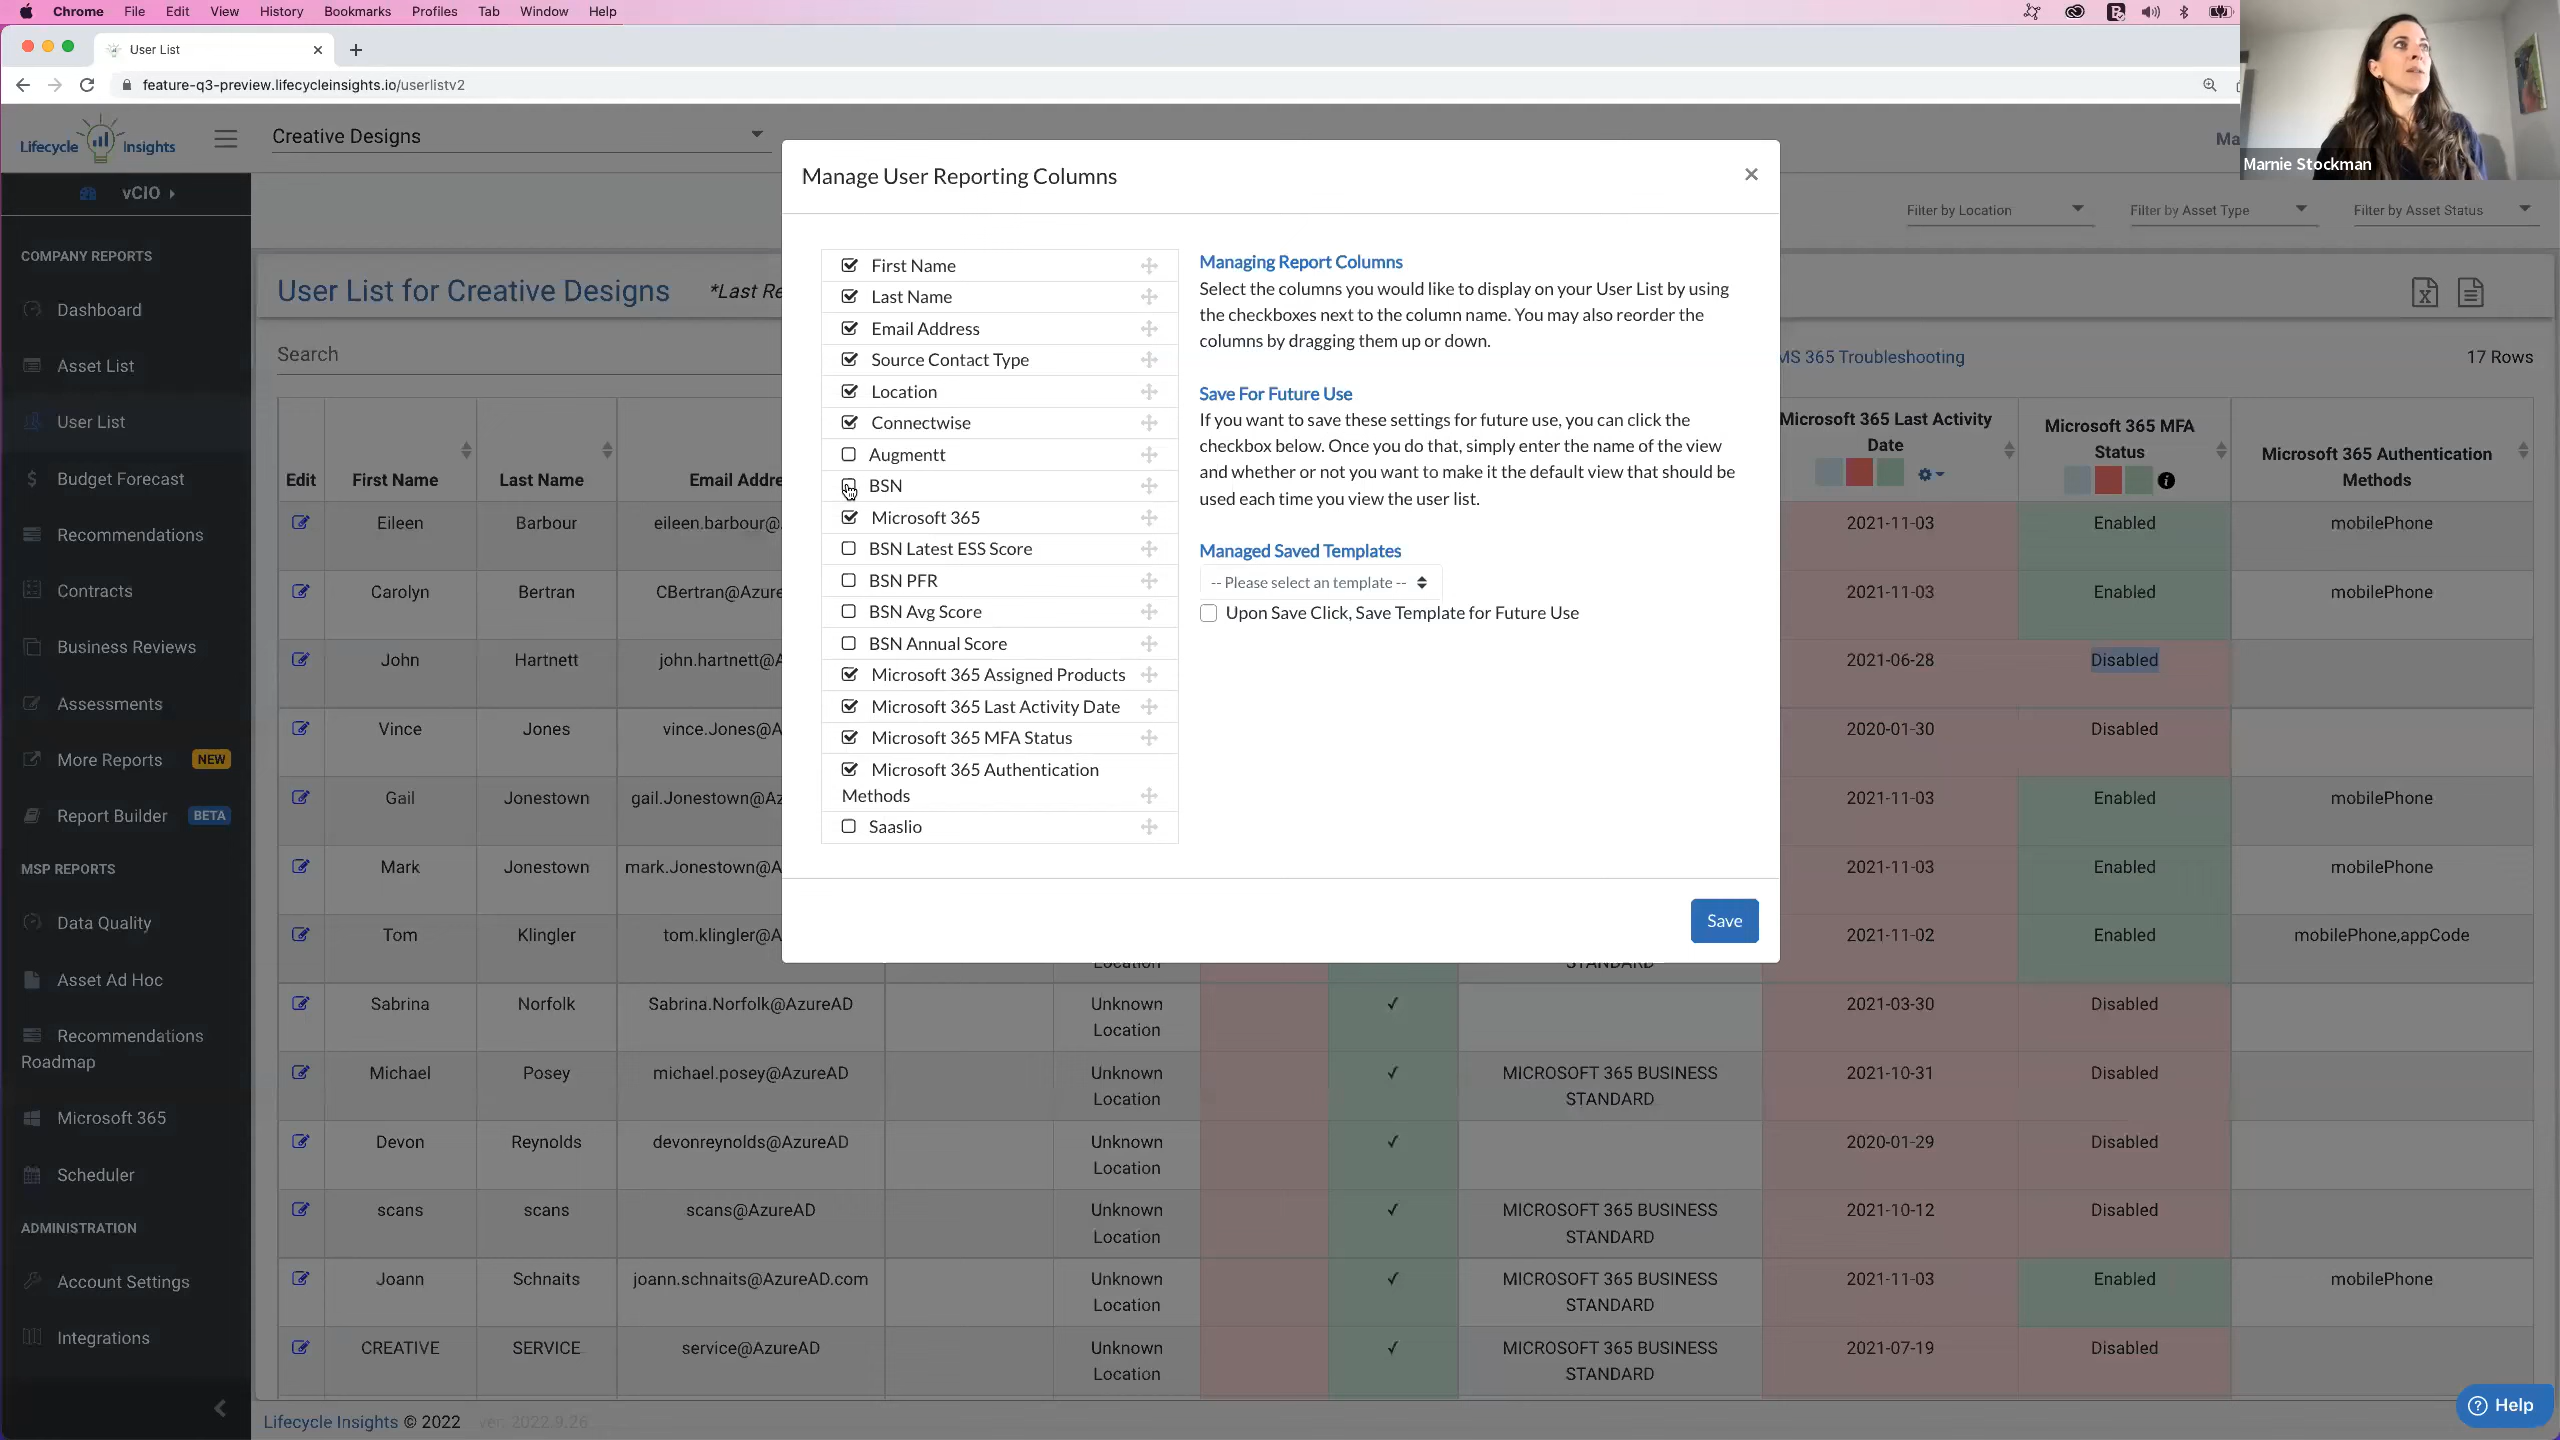 Chrome File Edit View History Bookmarks Profiles Tab Window Help
User List
feature-q3-preview.lifecycleinsights.io/userlistv2
Lifecycle Insights
Creative Designs
Ma
Marnie Stockman
vCIO
COMPANY REPORTS
Dashboard
Asset List
User List
Budget Forecast
Recommendations
Contracts
Business Reviews
Assessments
More Reports NEW
Report Builder BETA
MSP REPORTS
Data Quality
Asset Ad Hoc
Recommendations
Roadmap
Microsoft 365
Scheduler
ADMINISTRATION
Account Settings
Integrations
Filter by Location Filter by Asset Type Filter by Asset Status
User List for Creative Designs *Last Re
Search
MS 365 Troubleshooting 17 Rows
Manage User Reporting Columns
First Name
Last Name
Email Address
Source Contact Type
Location
Connectwise
Augmentt
BSN
Microsoft 365
BSN Latest ESS Score
BSN PFR
BSN Avg Score
BSN Annual Score
Microsoft 365 Assigned Products
Microsoft 365 Last Activity Date
Microsoft 365 MFA Status
Microsoft 365 Authentication
Methods
Saaslio
Managing Report Columns
Select the columns you would like to display on your User List by using
the checkboxes next to the column name. You may also reorder the
columns by dragging them up or down.
Save For Future Use
If you want to save these settings for future use, you can click the
checkbox below. Once you do that, simply enter the name of the view
and whether or not you want to make it the default view that should be
used each time you view the user list.
Managed Saved Templates
-- Please select an template --
Upon Save Click, Save Template for Future Use
Save
Edit First Name Last Name Email Addre Microsoft 365 Last Activity Date Microsoft 365 MFA Status Microsoft 365 Authentication Methods
Eileen Barbour eileen.barbour@ 2021-11-03 Enabled mobilePhone
Carolyn Bertran CBertran@Azure 2021-11-03 Enabled mobilePhone
John Hartnett john.hartnett@A 2021-06-28 Disabled
Vince Jones vince.Jones@A 2020-01-30 Disabled
Gail Jonestown gail.Jonestown@Az 2021-11-03 Enabled mobilePhone
Mark Jonestown mark.Jonestown@A 2021-11-03 Enabled mobilePhone
Tom Klingler tom.klingler@A 2021-11-02 Enabled mobilePhone,appCode
Location STANDARD
Sabrina Norfolk Sabrina.Norfolk@AzureAD Unknown Location ✓ 2021-03-30 Disabled
Michael Posey michael.posey@AzureAD Unknown Location ✓ MICROSOFT 365 BUSINESS STANDARD 2021-10-31 Disabled
Devon Reynolds devonreynolds@AzureAD Unknown Location ✓ 2020-01-29 Disabled
scans scans scans@AzureAD Unknown Location ✓ MICROSOFT 365 BUSINESS STANDARD 2021-10-12 Disabled
Joann Schnaits joann.schnaits@AzureAD.com Unknown Location ✓ MICROSOFT 365 BUSINESS STANDARD 2021-11-03 Enabled mobilePhone
CREATIVE SERVICE service@AzureAD Unknown Location ✓ MICROSOFT 365 BUSINESS STANDARD 2021-07-19 Disabled
Lifecycle Insights © 2022 ver: 2022.9.26
Help